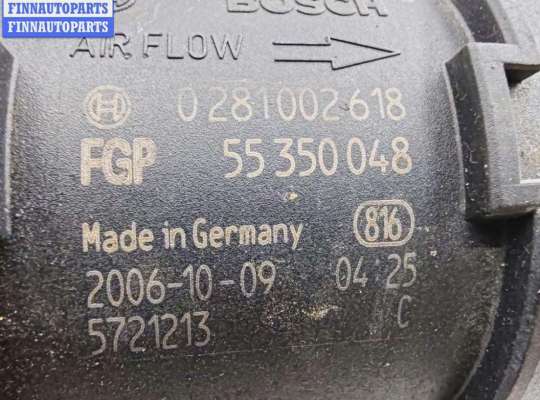 FINNAUTOPARTS
FINNAUTOPARTS
BOSCH
AIR FLOW
0 281 002 618
FGP 55 350 048
Made in Germany 816
2006-10-09 04 25
5721213 C